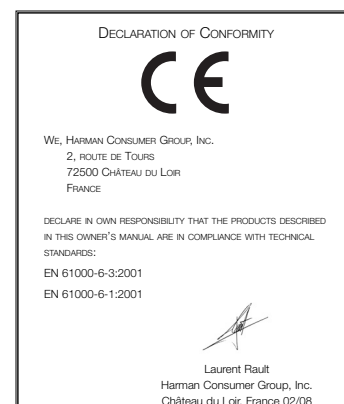 DECLARATION OF CONFORMITY
CE
WE, HARMAN CONSUMER GROUP, INC.
2, ROUTE DE TOURS
72500 CHÂTEAU DU LOIR
FRANCE
DECLARE IN OWN RESPONSIBILITY THAT THE PRODUCTS DESCRIBED
IN THIS OWNER'S MANUAL ARE IN COMPLIANCE WITH TECHNICAL
STANDARDS:
EN 61000-6-3:2001
EN 61000-6-1:2001
Laurent Rault
Harman Consumer Group, Inc.
Château du Loir, France 02/08